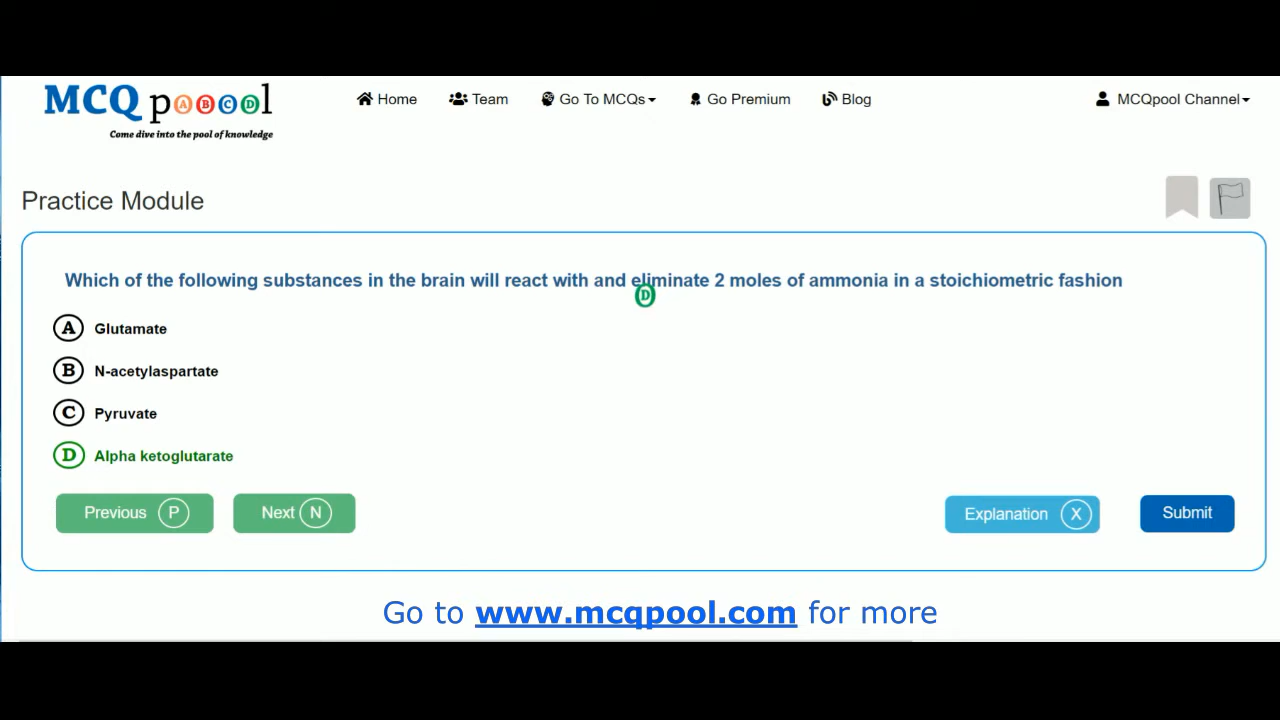 MCQ pABCDl
Come dive into the pool of knowledge
Home Team Go To MCQs Go Premium Blog MCQpool Channel
Practice Module
Which of the following substances in the brain will react with and eliminate 2 moles of ammonia in a stoichiometric fashion
D
A Glutamate
B N-acetylaspartate
C Pyruvate
D Alpha ketoglutarate
Previous P Next N Explanation X Submit
Go to www.mcqpool.com for more